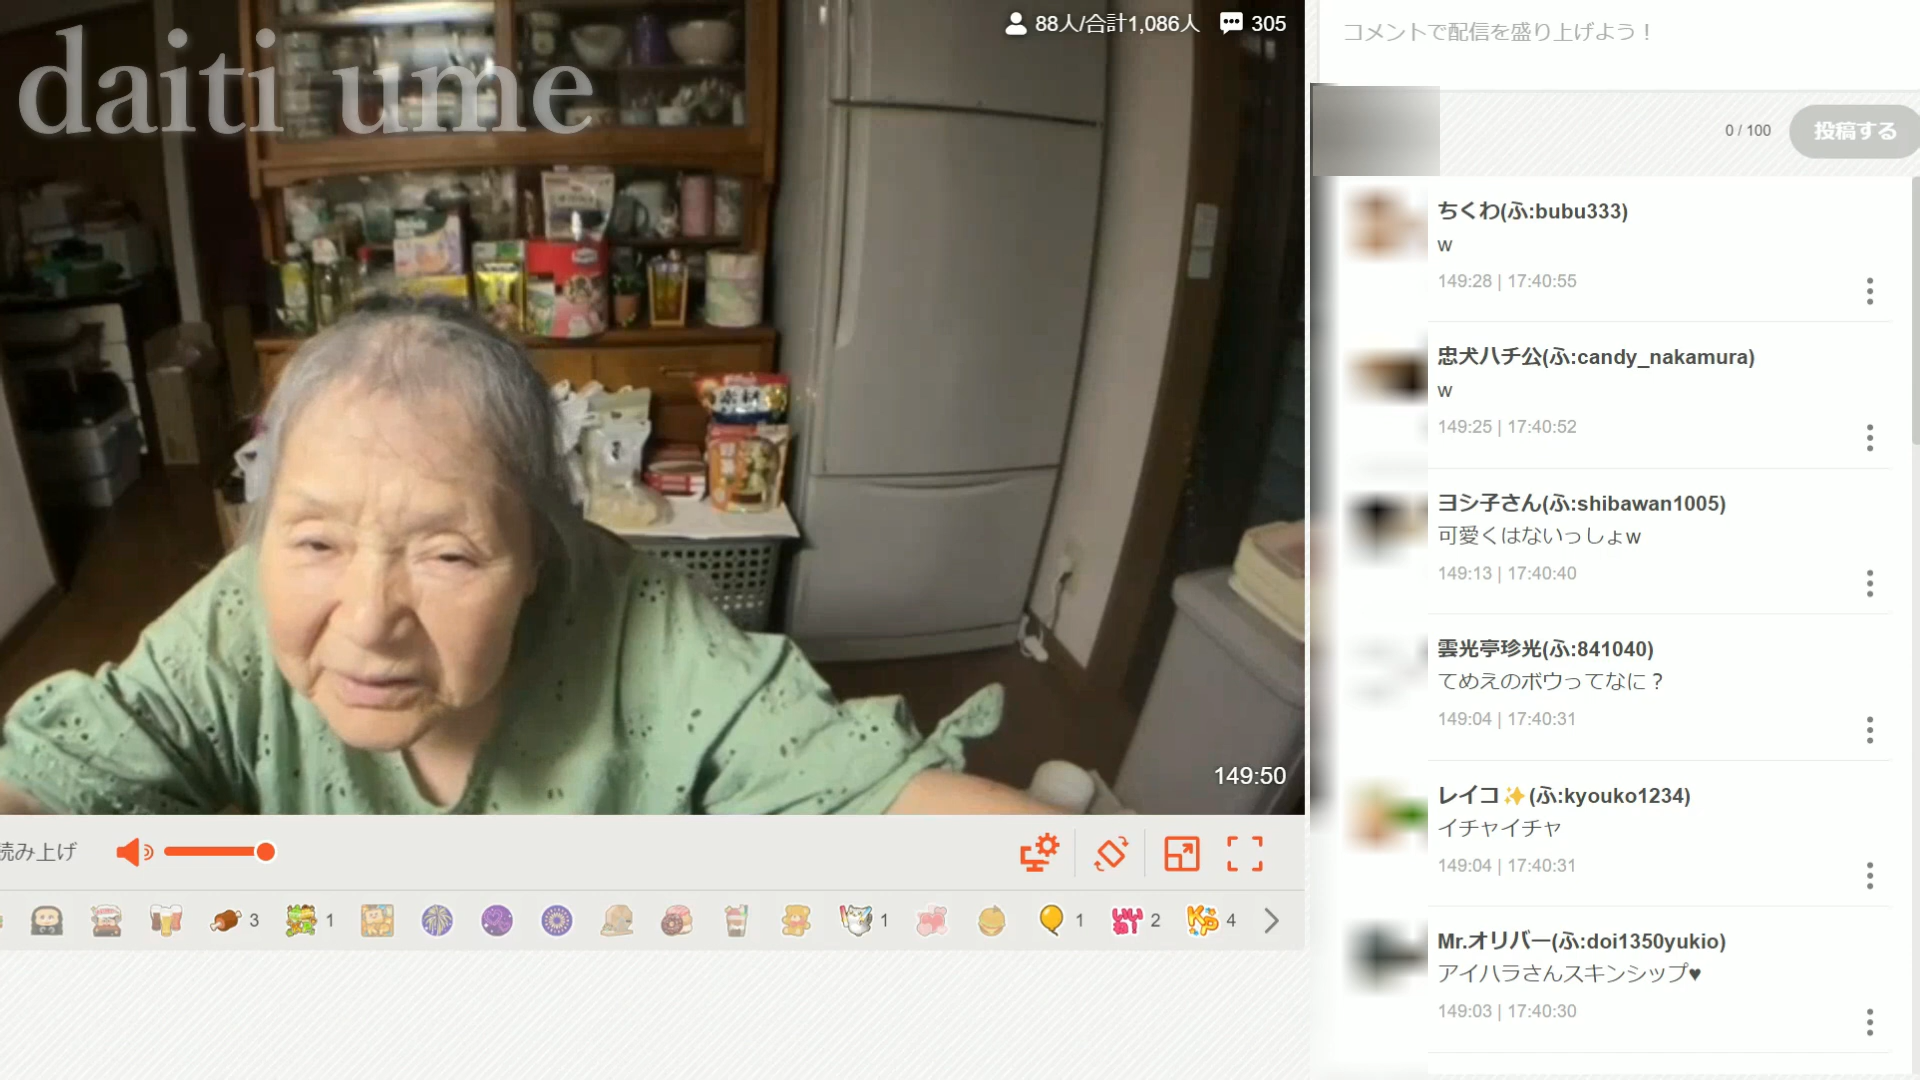 daiti ume
88人/合計1,086人
305
149:50
読み上げ
3
1
1
1
2
4
コメントで配信を盛り上げよう！
0 / 100
投稿する
ちくわ(ふ:bubu333)
w
149:28 | 17:40:55
忠犬ハチ公(ふ:candy_nakamura)
w
149:25 | 17:40:52
ヨシ子さん(ふ:shibawan1005)
可愛くはないっしょw
149:13 | 17:40:40
雲光亭珍光(ふ:841040)
てめえのボウってなに？
149:04 | 17:40:31
レイコ✨(ふ:kyouko1234)
イチャイチャ
149:04 | 17:40:31
Mr.オリバー(ふ:doi1350yukio)
アイハラさんスキンシップ♥
149:03 | 17:40:30